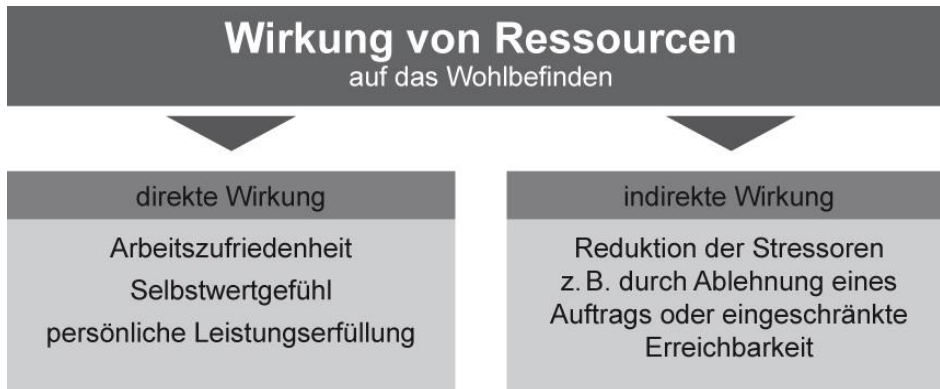 Wirkung von Ressourcen
auf das Wohlbefinden
direkte Wirkung
Arbeitszufriedenheit
Selbstwertgefühl
persönliche Leistungserfüllung
indirekte Wirkung
Reduktion der Stressoren
z. B. durch Ablehnung eines
Auftrags oder eingeschränkte
Erreichbarkeit